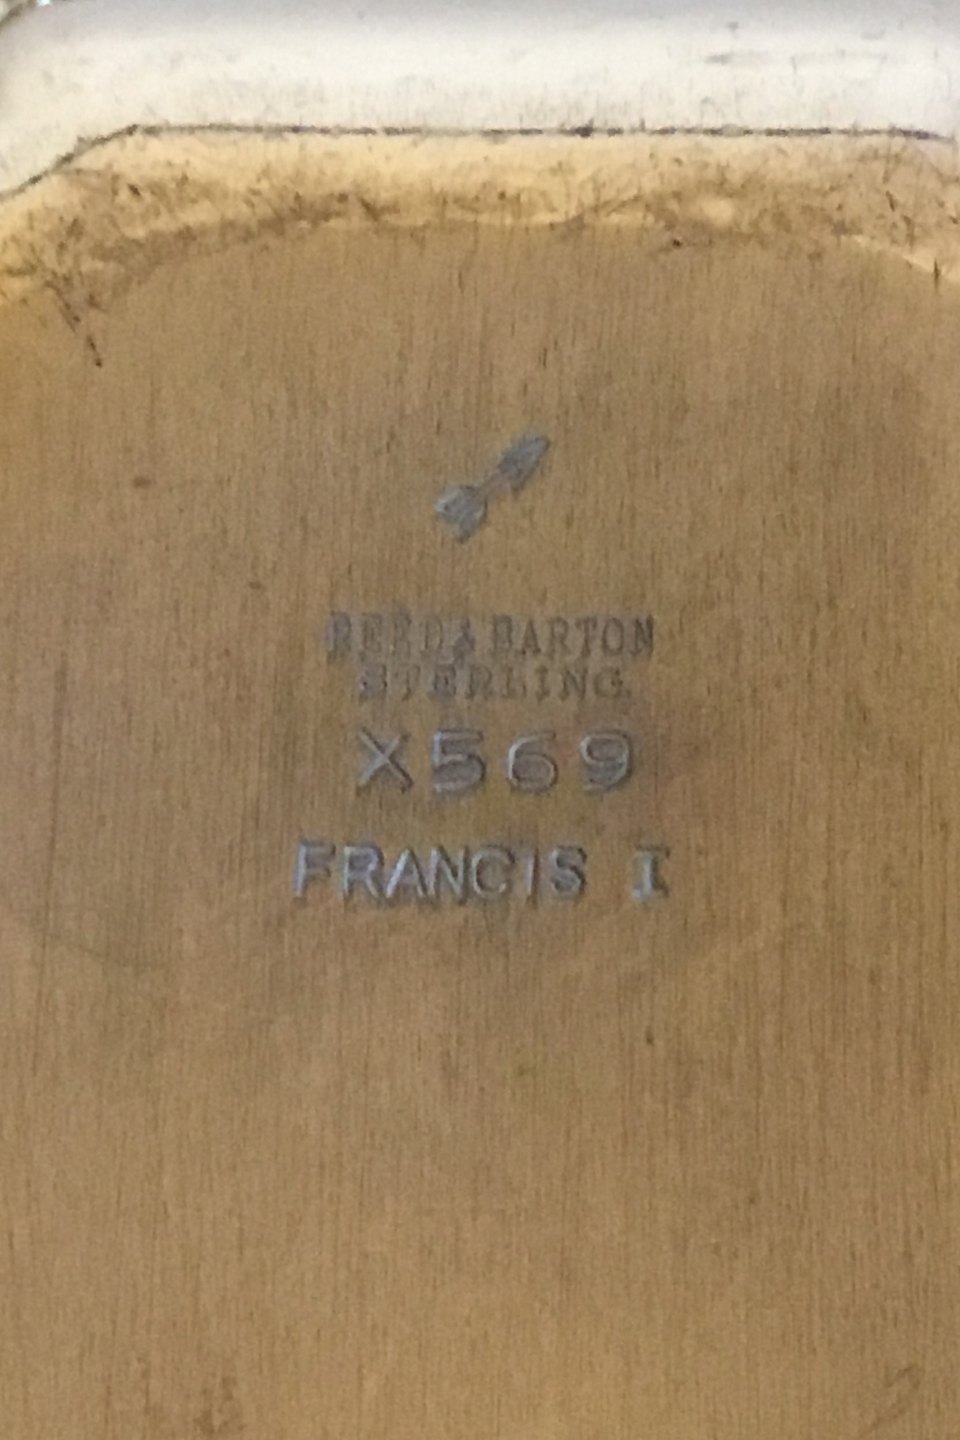 REED & BARTON
STERLING
X569
FRANCIS I